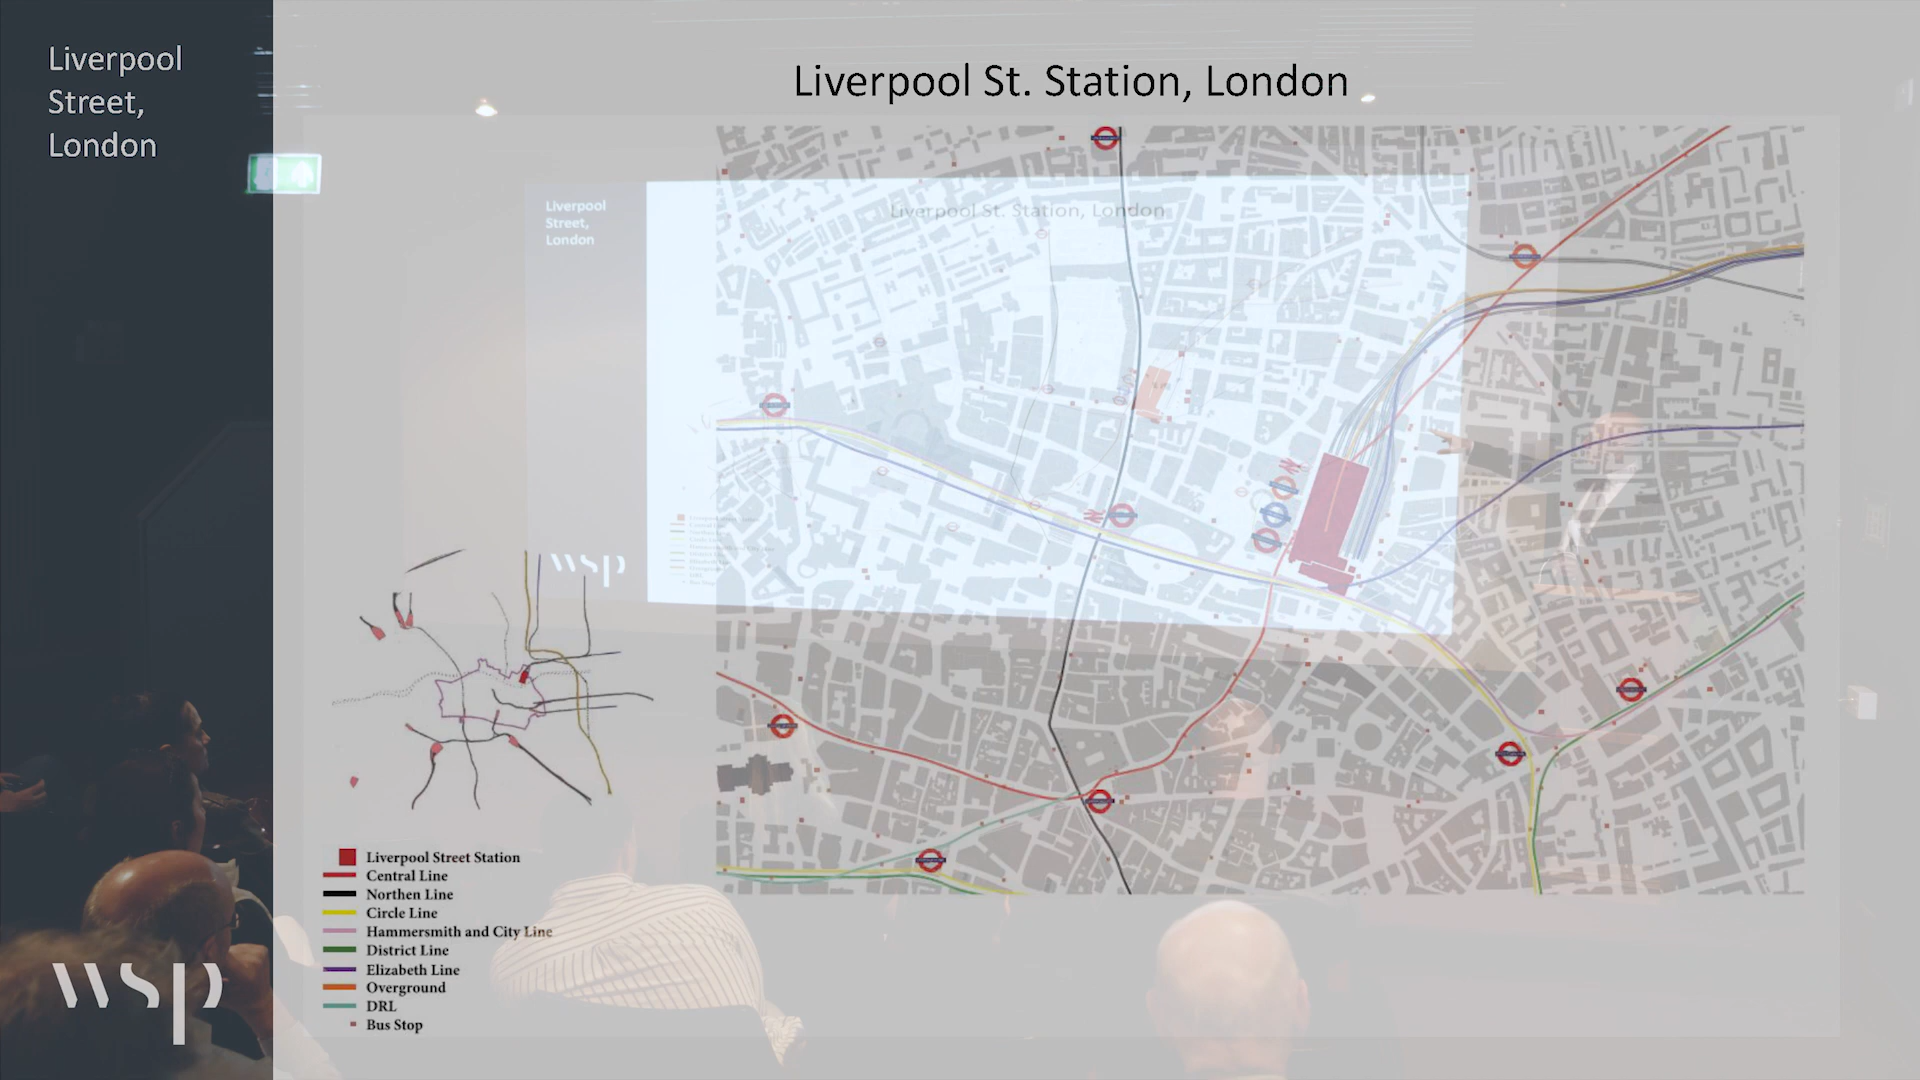 Liverpool
Street,
London
Liverpool St. Station, London
Liverpool
Street,
London
Liverpool St. Station, London
wsp
Liverpool Street Station
Central Line
Northen Line
Circle Line
Hammersmith and City Line
District Line
Elizabeth Line
Overground
DRL
Bus Stop
wsp